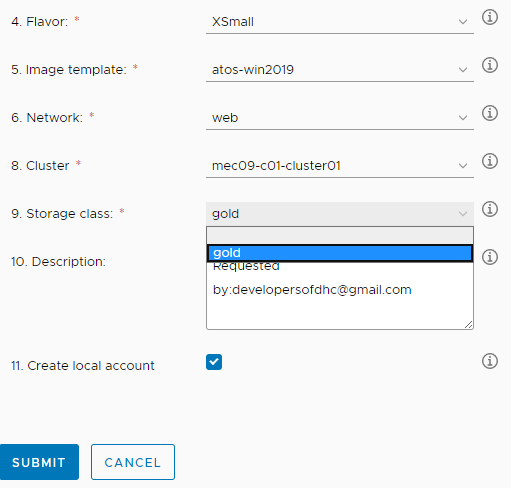 4. Flavor: * XSmall
5. Image template: * atos-win2019
6. Network: * web
8. Cluster * mec09-c01-cluster01
9. Storage class: * gold
gold
10. Description: Requested
by:developersofdhc@gmail.com
11. Create local account
SUBMIT CANCEL